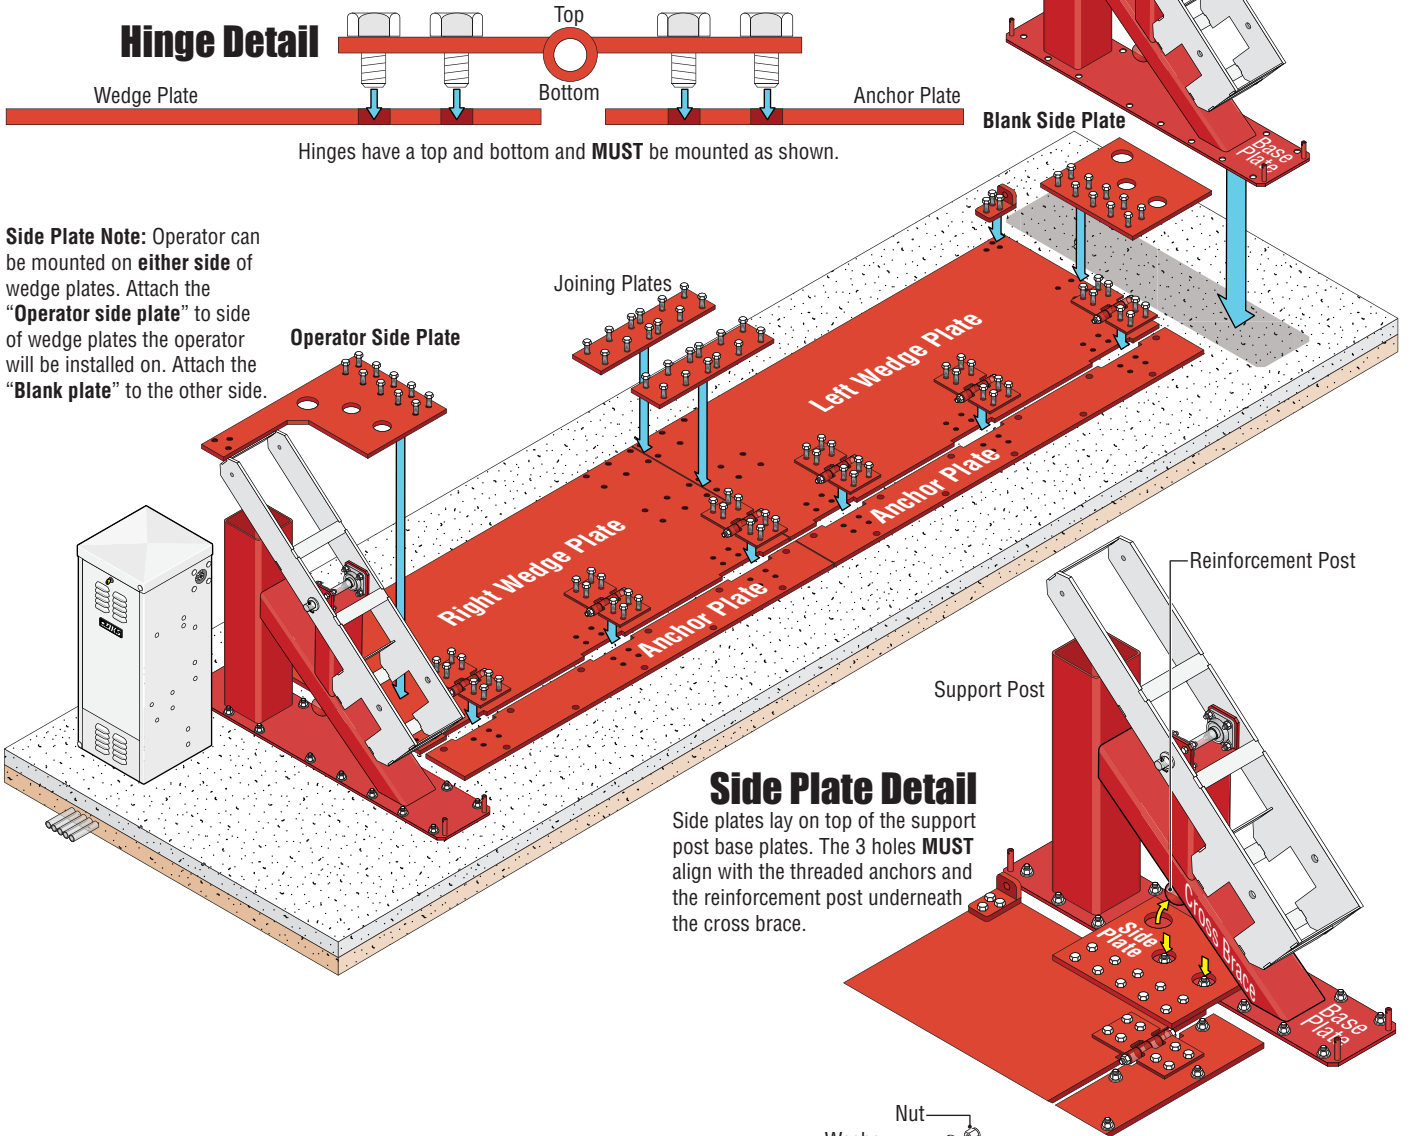 Hinge Detail
Top
Bottom
Wedge Plate
Anchor Plate
Hinges have a top and bottom and MUST be mounted as shown.
Blank Side Plate
Base
Plate
Side Plate Note: Operator can
be mounted on either side of
wedge plates. Attach the
“Operator side plate” to side
of wedge plates the operator
will be installed on. Attach the
“Blank plate” to the other side.
Operator Side Plate
Joining Plates
Left Wedge Plate
Anchor Plate
Right Wedge Plate
Anchor Plate
Reinforcement Post
Support Post
Side Plate Detail
Side plates lay on top of the support
post base plates. The 3 holes MUST
align with the threaded anchors and
the reinforcement post underneath
the cross brace.
Side
Plate
Cross Brace
Base
Plate
Nut